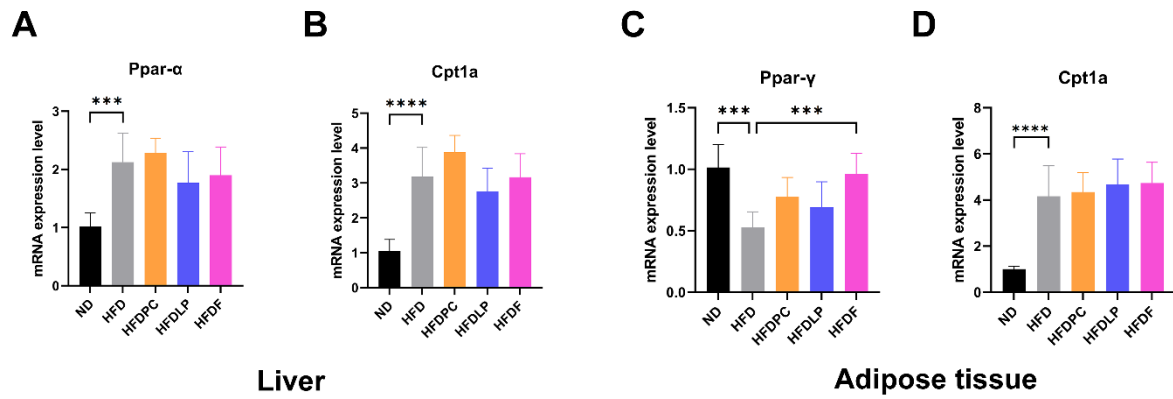 A
B
C
D
Ppar-α
Cpt1a
Ppar-γ
Cpt1a
mRNA expression level
3
2
1
0
***
ND
HFD
HFDPC
HFDLP
HFDF
mRNA expression level
5
4
3
2
1
0
****
ND
HFD
HFDPC
HFDLP
HFDF
mRNA expression level
1.5
1.0
0.5
0.0
***
***
ND
HFD
HFDPC
HFDLP
HFDF
mRNA expression level
8
6
4
2
0
****
ND
HFD
HFDPC
HFDLP
HFDF
Liver
Adipose tissue